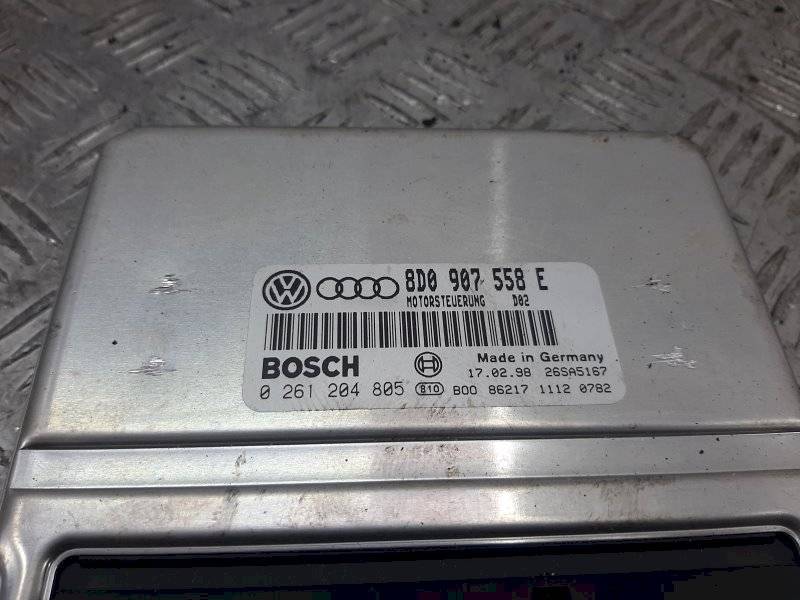 8D0 907 558 E
MOTORSTEUERUNG D02
BOSCH Made in Germany
17.02.98 26SA5167
0 261 204 805 810 B00 86217 1112 0782